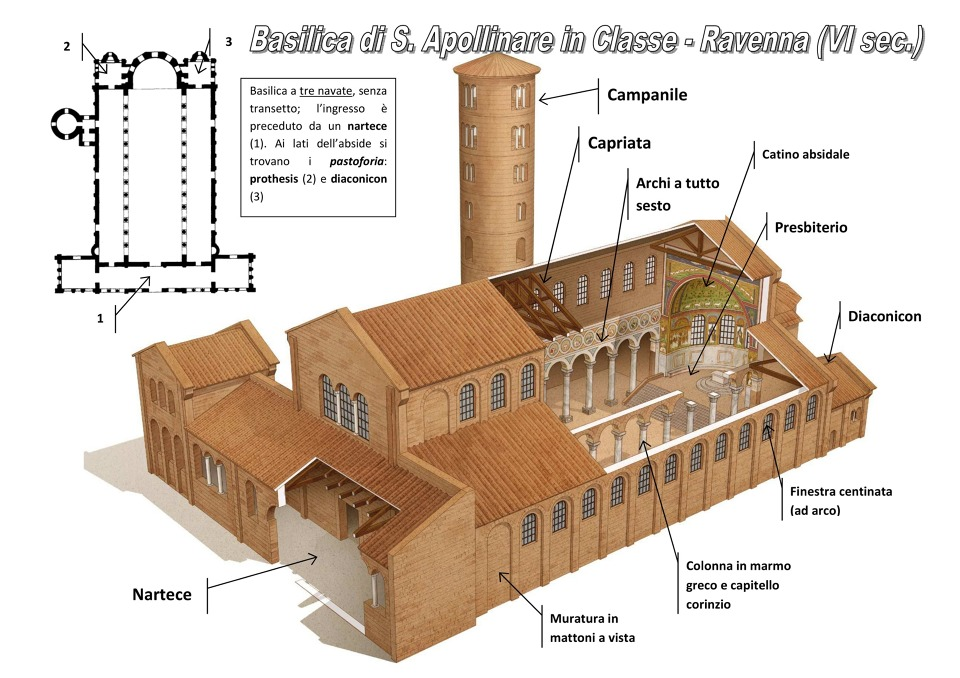 Basilica di S. Apollinare in Classe - Ravenna (VI sec.)
2
3
Basilica a tre navate, senza
transetto; l'ingresso è
preceduto da un nartece
(1). Ai lati dell'abside si
trovano i pastoforia:
prothesis (2) e diaconicon
(3)
1
Campanile
Capriata
Archi a tutto
sesto
Catino absidale
Presbiterio
Diaconicon
Finestra centinata
(ad arco)
Colonna in marmo
greco e capitello
corinzio
Muratura in
mattoni a vista
Nartece